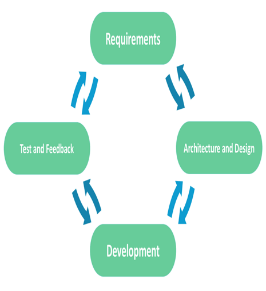 Requirements
Test and Feedback
Architecture and Design
Development